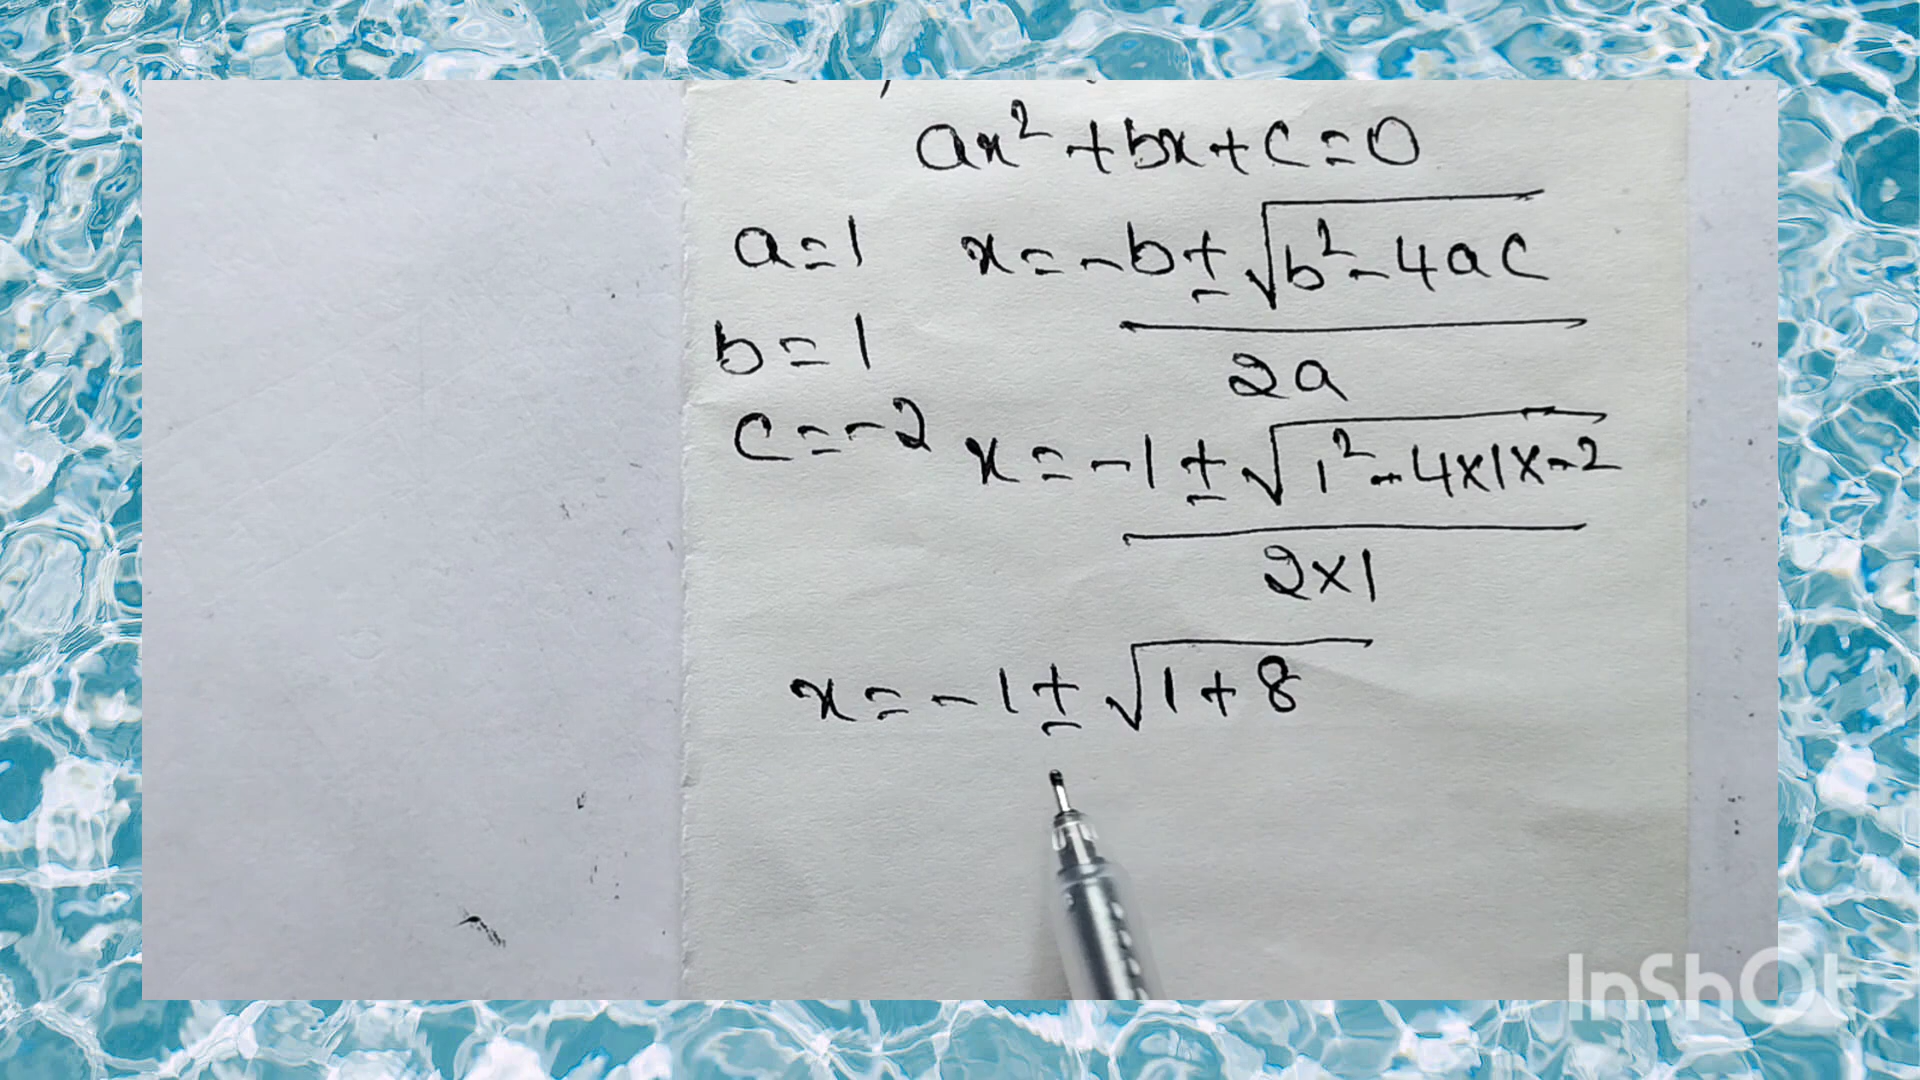 ax² + bx + c = 0
a = 1
x = -b ± √b² - 4ac
2a
b = 1
c = -2
x = -1 ± √1² - 4x1x-2
2x1
x = -1 ± √1 + 8
InShOt